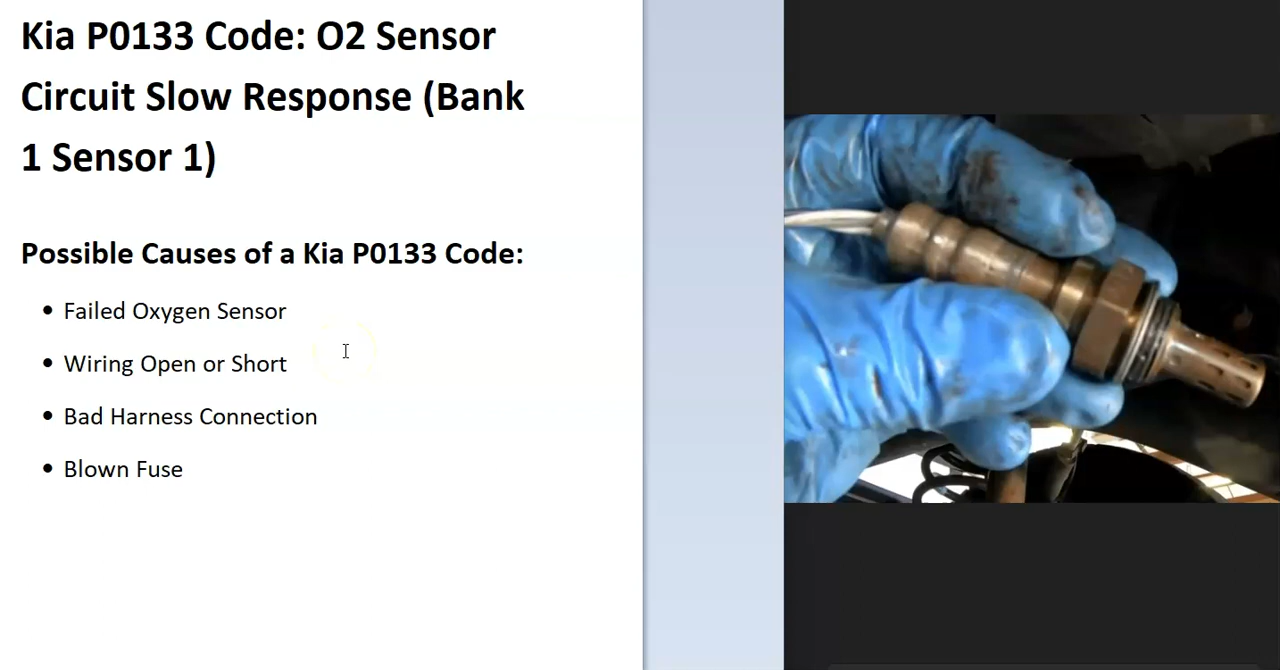 Kia P0133 Code: O2 Sensor
Circuit Slow Response (Bank
1 Sensor 1)
Possible Causes of a Kia P0133 Code:
Failed Oxygen Sensor
Wiring Open or Short
Bad Harness Connection
Blown Fuse